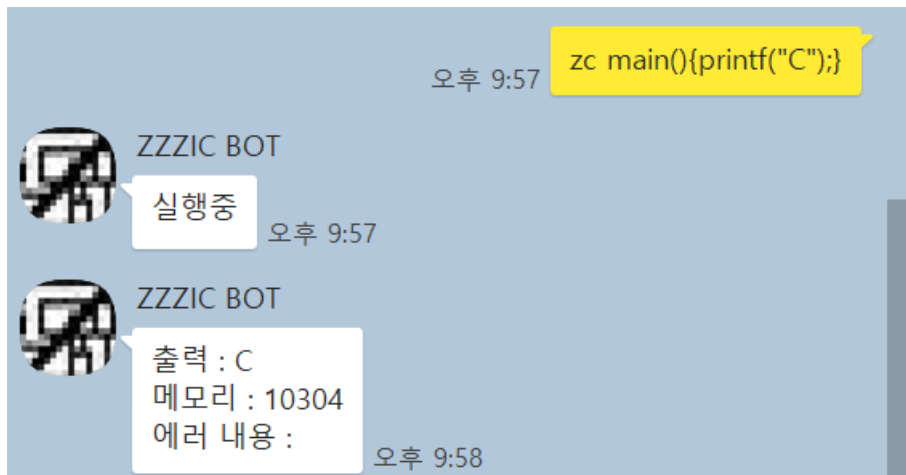 zc main(){printf("C");}
오후 9:57
ZZZIC BOT
실행중
오후 9:57
ZZZIC BOT
출력 : C
메모리 : 10304
에러 내용 :
오후 9:58